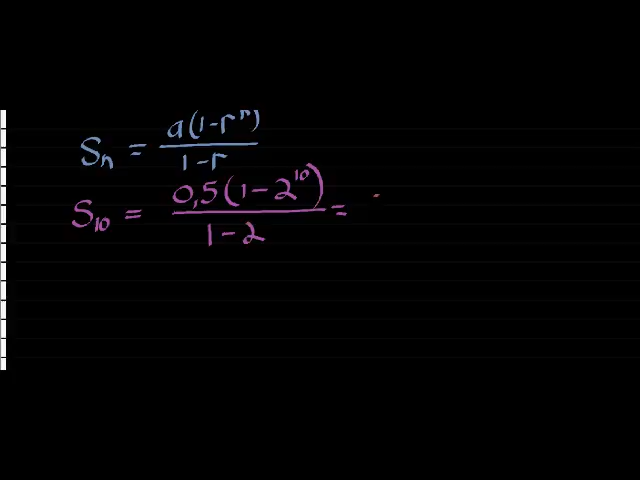 Sn = a(1-r^n)/(1-r)
S10 = 0,5(1-2^10)/(1-2) =